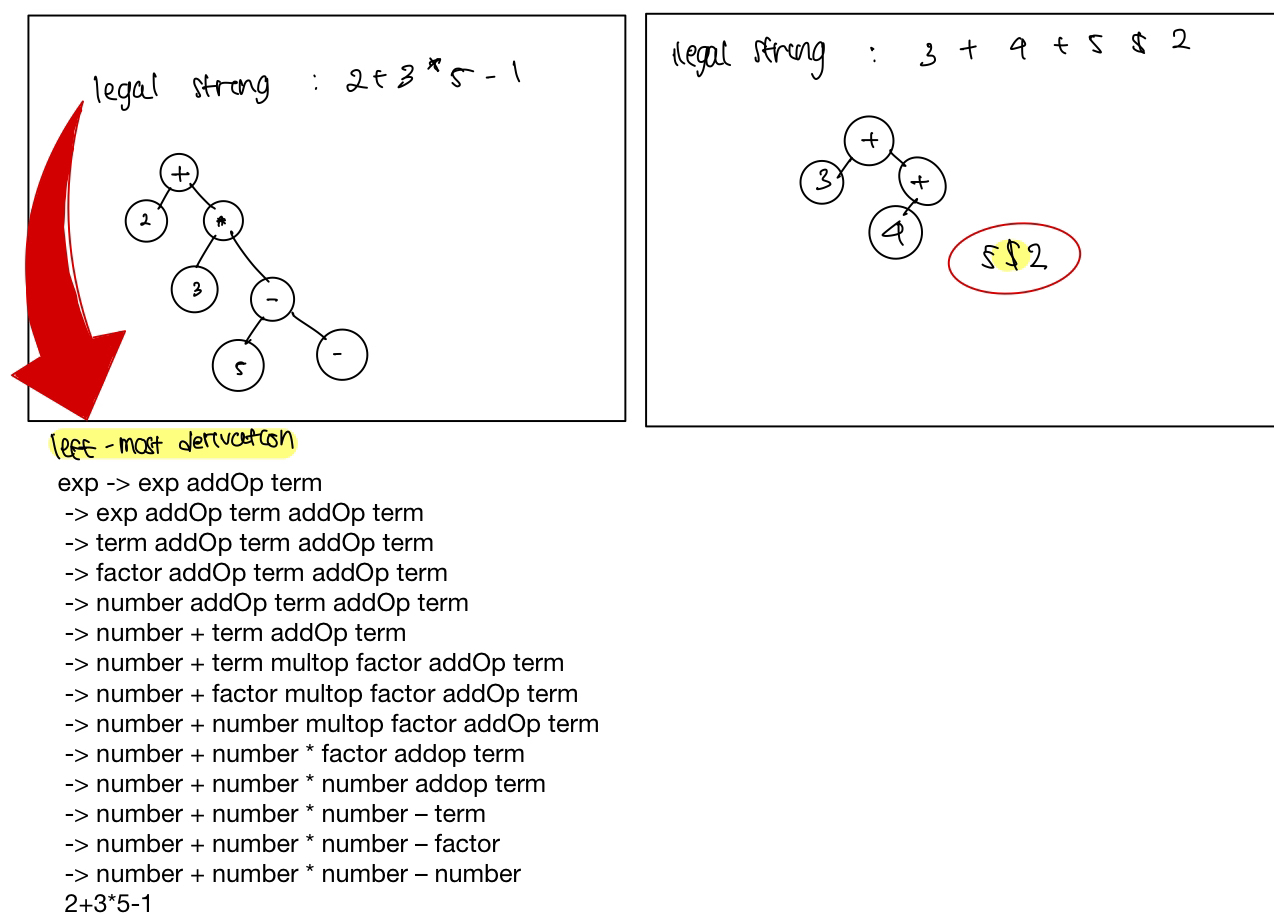 legal string : 2+3*5-1
+
2 *
3 -
5 -
illegal string : 3 + 4 + 5 $ 2
+
3 +
4
5$2
left-most derivation
exp -> exp addOp term
-> exp addOp term addOp term
-> term addOp term addOp term
-> factor addOp term addOp term
-> number addOp term addOp term
-> number + term addOp term
-> number + term multop factor addOp term
-> number + factor multop factor addOp term
-> number + number multop factor addOp term
-> number + number * factor addop term
-> number + number * number addop term
-> number + number * number – term
-> number + number * number – factor
-> number + number * number – number
2+3*5-1